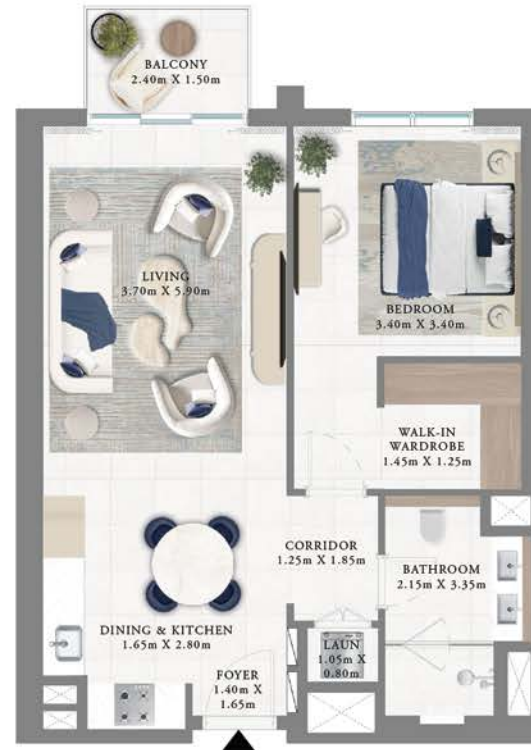 BALCONY
2.40m X 1.50m
LIVING
3.70m X 5.90m
BEDROOM
3.40m X 3.40m
WALK-IN
WARDROBE
1.45m X 1.25m
CORRIDOR
1.25m X 1.85m
BATHROOM
2.15m X 3.35m
DINING & KITCHEN
1.65m X 2.80m
LAUN
1.05m X
0.80m
FOYER
1.40m X
1.65m